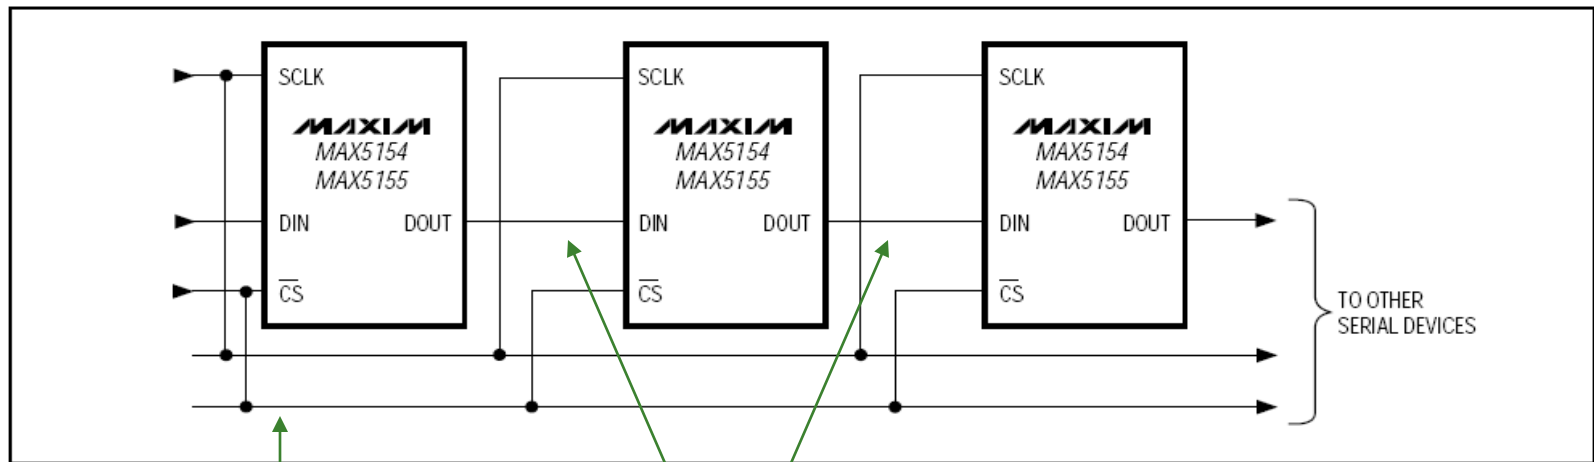 SCLK
MAXIM
MAX5154
MAX5155
DIN DOUT
CS
SCLK
MAXIM
MAX5154
MAX5155
DIN DOUT
CS
SCLK
MAXIM
MAX5154
MAX5155
DIN DOUT
CS
TO OTHER
SERIAL DEVICES